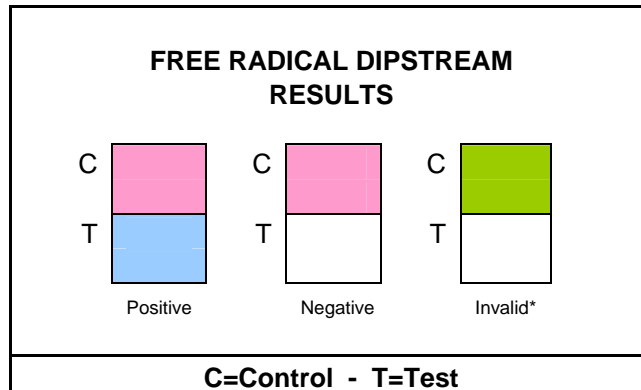 FREE RADICAL DIPSTREAM
RESULTS
C
C
C
T
T
T
Positive
Negative
Invalid*
C=Control - T=Test